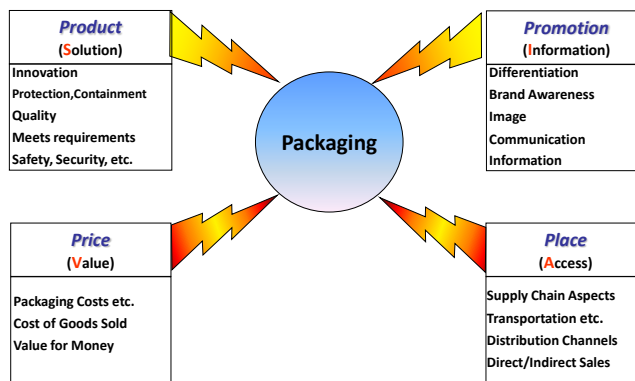 Product
(Solution)
Innovation
Protection,Containment
Quality
Meets requirements
Safety, Security, etc.
Promotion
(Information)
Differentiation
Brand Awareness
Image
Communication
Information
Packaging
Price
(Value)
Packaging Costs etc.
Cost of Goods Sold
Value for Money
Place
(Access)
Supply Chain Aspects
Transportation etc.
Distribution Channels
Direct/Indirect Sales